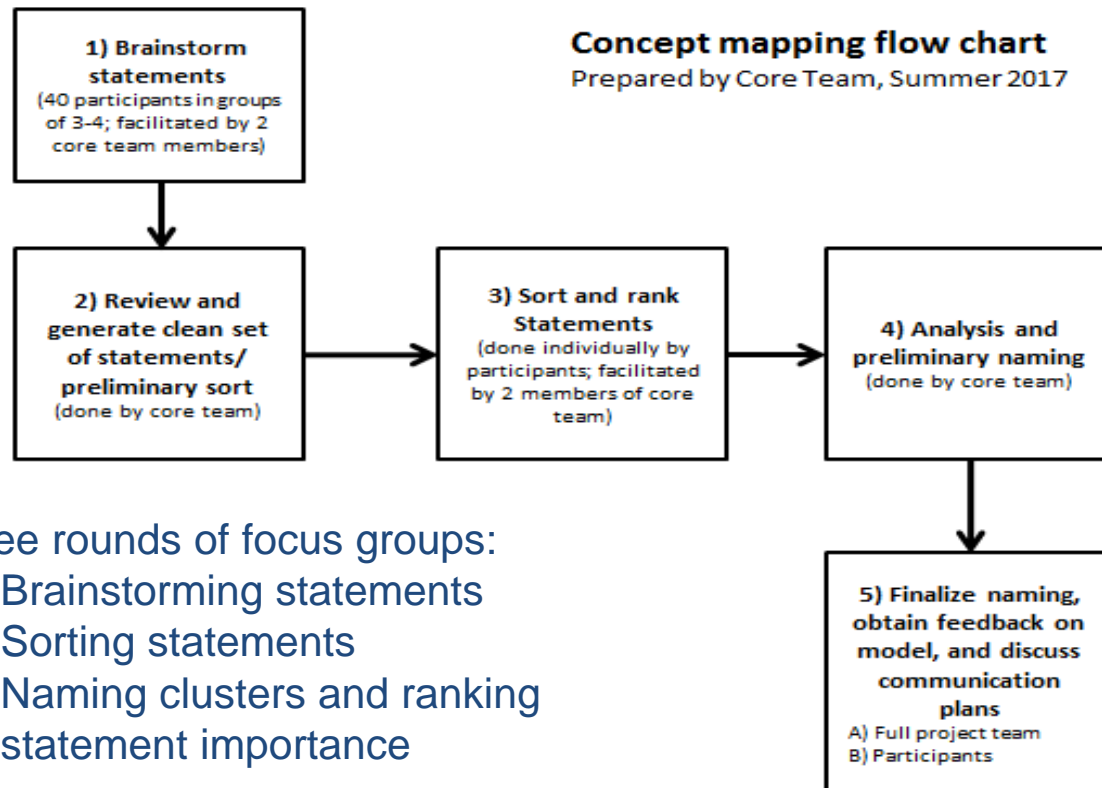 Concept mapping flow chart
Prepared by Core Team, Summer 2017
1) Brainstorm
statements
(40 participants in groups
of 3-4; facilitated by 2
core team members)
2) Review and
generate clean set
of statements/
preliminary sort
(done by core team)
3) Sort and rank
Statements
(done individually by
participants; facilitated
by 2 members of core
team)
4) Analysis and
preliminary naming
(done by core team)
5) Finalize naming,
obtain feedback on
model, and discuss
communication
plans
A) Full project team
B) Participants
ee rounds of focus groups:
Brainstorming statements
Sorting statements
Naming clusters and ranking
statement importance